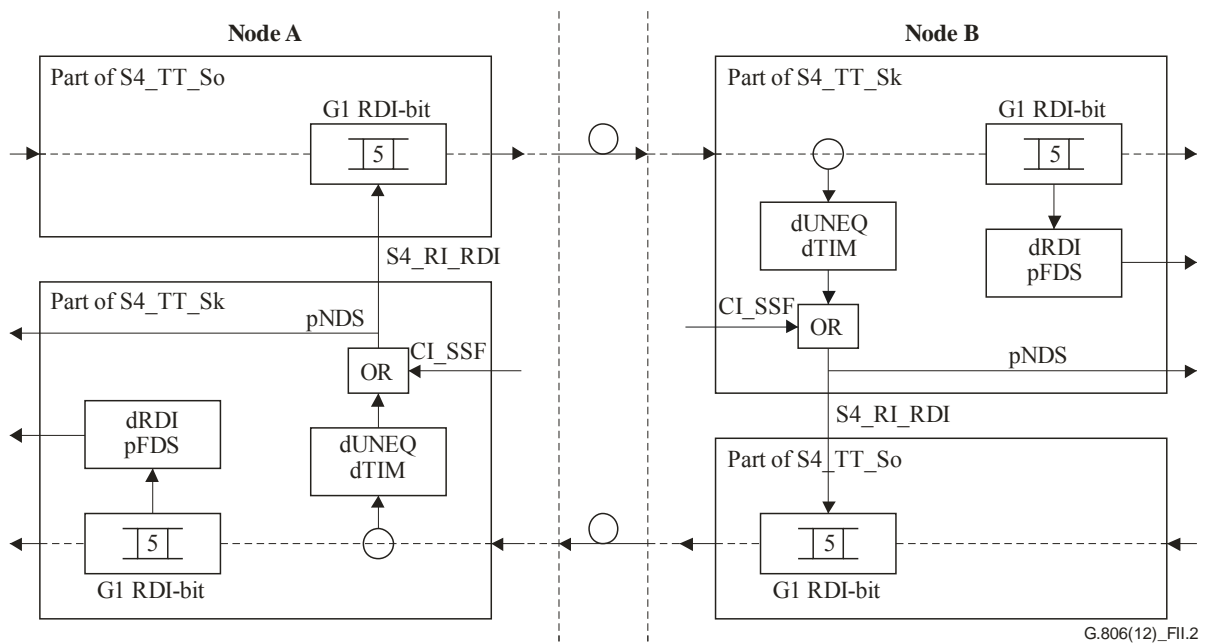 Node A
Node B
Part of S4_TT_So
G1 RDI-bit
5
S4_RI_RDI
Part of S4_TT_Sk
pNDS
CI_SSF
OR
dRDI
pFDS
dUNEQ
dTIM
5
G1 RDI-bit
Part of S4_TT_Sk
G1 RDI-bit
5
dUNEQ
dTIM
dRDI
pFDS
CI_SSF
OR
pNDS
S4_RI_RDI
Part of S4_TT_So
5
G1 RDI-bit
G.806(12)_FII.2